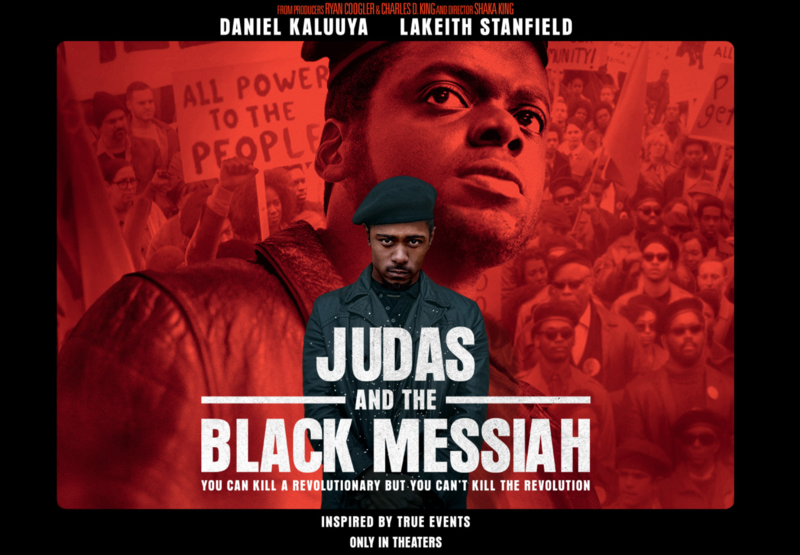 FROM PRODUCERS RYAN COOGLER & CHARLES D. KING AND DIRECTOR SHAKA KING
DANIEL KALUUYA LAKEITH STANFIELD
ALL POWER
TO THE
PEOPLE
JUDAS
AND THE
BLACK MESSIAH
YOU CAN KILL A REVOLUTIONARY BUT YOU CAN'T KILL THE REVOLUTION
INSPIRED BY TRUE EVENTS
ONLY IN THEATERS